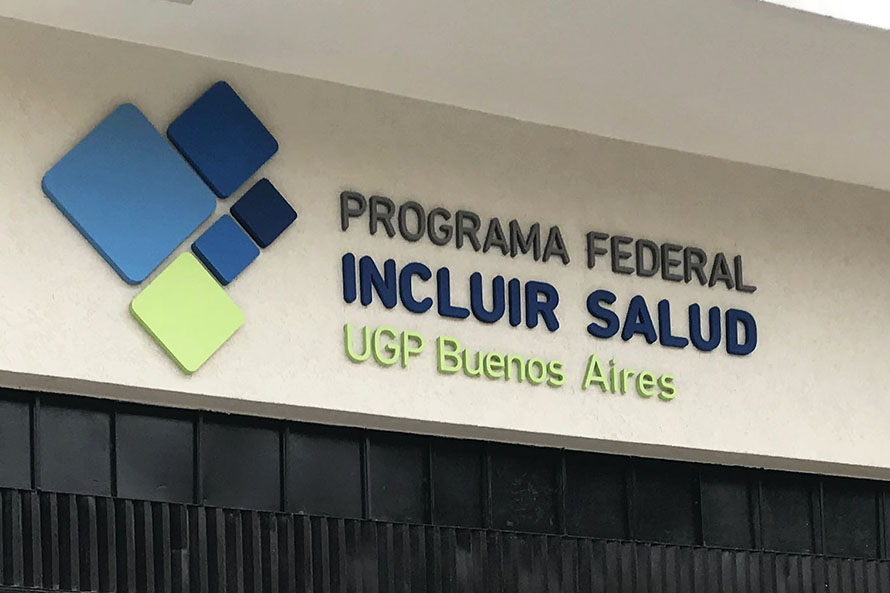 PROGRAMA FEDERAL
INCLUIR SALUD
UGP Buenos Aires